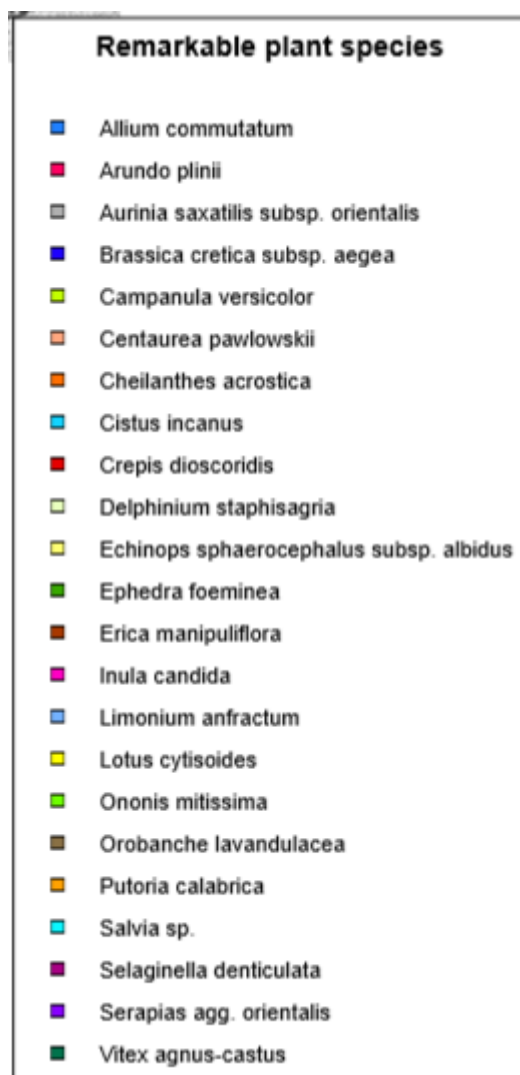 Remarkable plant species
Allium commutatum
Arundo plinii
Aurinia saxatilis subsp. orientalis
Brassica cretica subsp. aegea
Campanula versicolor
Centaurea pawlowskii
Cheilanthes acrostica
Cistus incanus
Crepis dioscoridis
Delphinium staphisagria
Echinops sphaerocephalus subsp. albidus
Ephedra foeminea
Erica manipuliflora
Inula candida
Limonium anfractum
Lotus cytisoides
Ononis mitissima
Orobanche lavandulacea
Putoria calabrica
Salvia sp.
Selaginella denticulata
Serapias agg. orientalis
Vitex agnus-castus